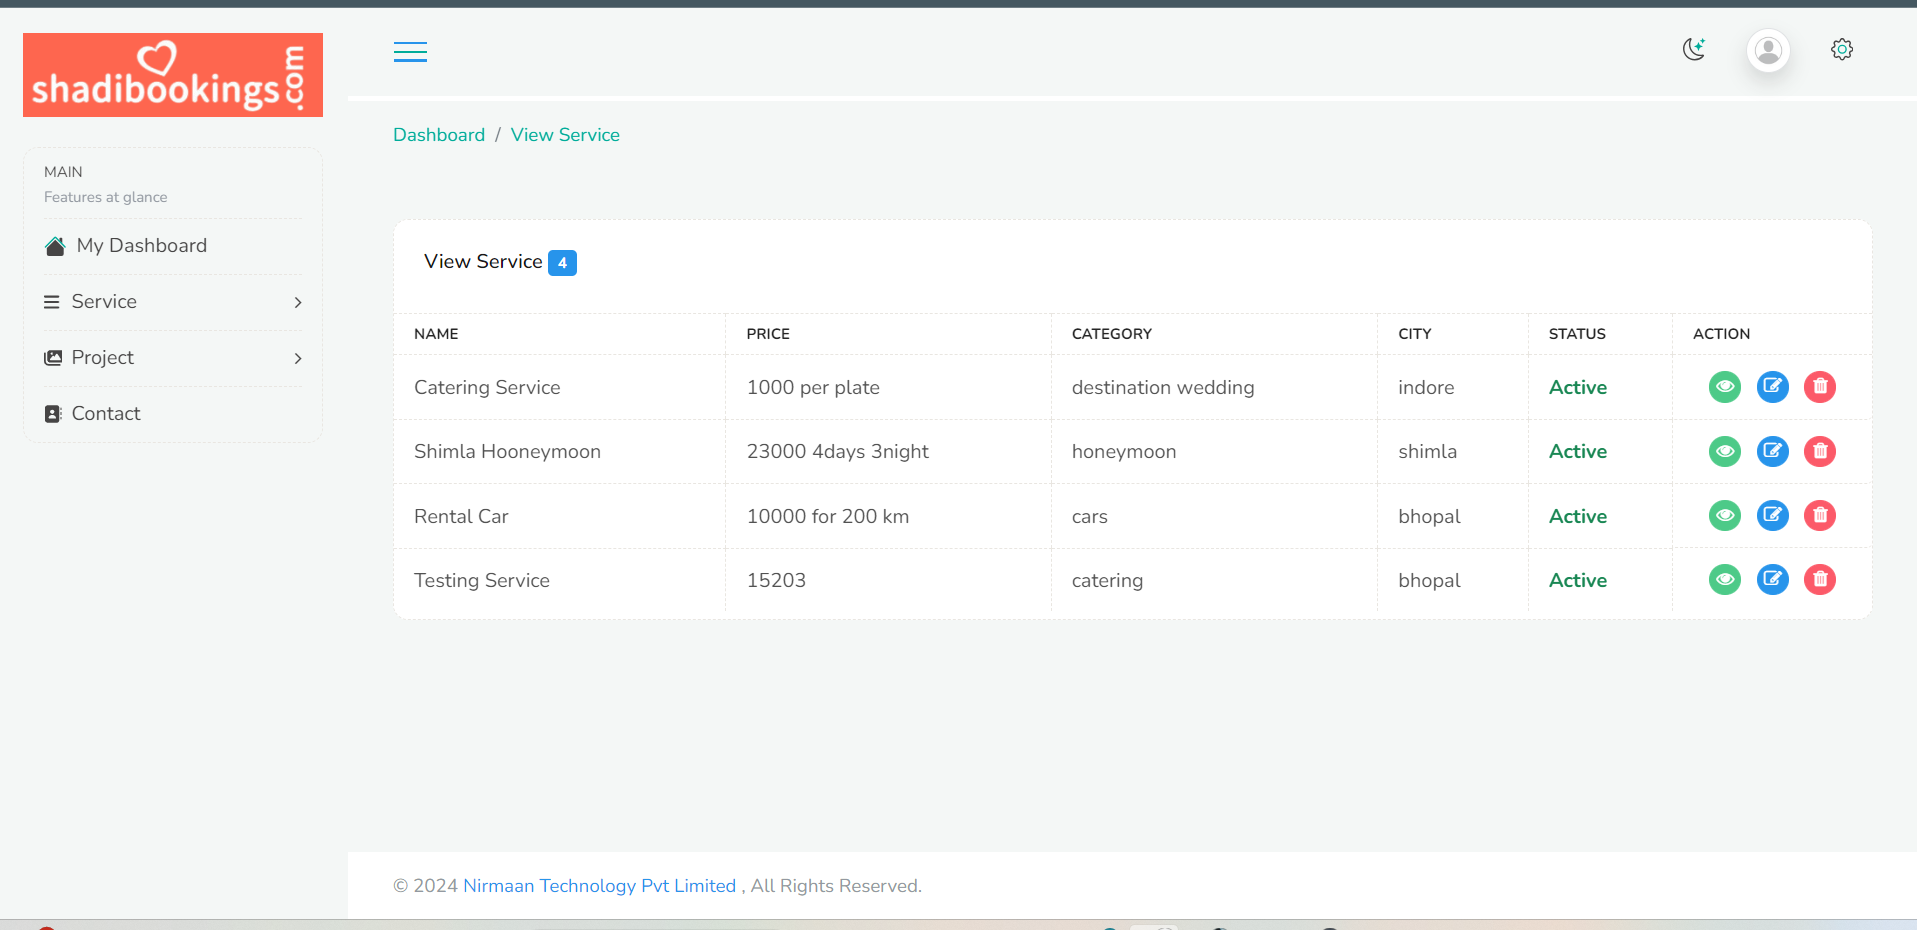 shadibookings.com
MAIN
Features at glance
My Dashboard
Service
Project
Contact
Dashboard / View Service
View Service 4
NAME PRICE CATEGORY CITY STATUS ACTION
Catering Service 1000 per plate destination wedding indore Active
Shimla Hooneymoon 23000 4days 3night honeymoon shimla Active
Rental Car 10000 for 200 km cars bhopal Active
Testing Service 15203 catering bhopal Active
© 2024 Nirmaan Technology Pvt Limited , All Rights Reserved.